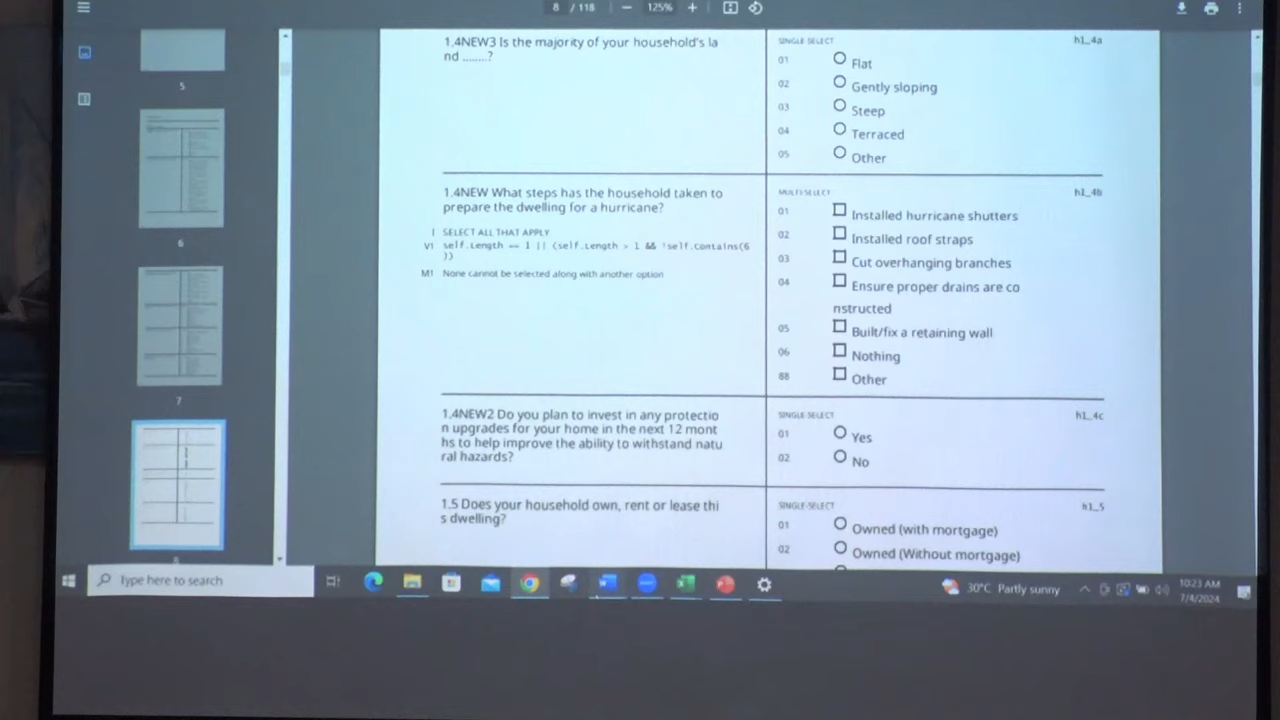 8 / 118 — 125% +
5
6
7
8
1.4NEW3 Is the majority of your household's la
nd ........?
SINGLE-SELECT
h1_4a
01 Flat
02 Gently sloping
03 Steep
04 Terraced
05 Other
1.4NEW What steps has the household taken to
prepare the dwelling for a hurricane?
I SELECT ALL THAT APPLY
V1 self.Length == 1 || (self.Length > 1 && !self.Contains(6
))
M1 None cannot be selected along with another option
MULTI-SELECT
h1_4b
01 Installed hurricane shutters
02 Installed roof straps
03 Cut overhanging branches
04 Ensure proper drains are co
nstructed
05 Built/fix a retaining wall
06 Nothing
88 Other
1.4NEW2 Do you plan to invest in any protectio
n upgrades for your home in the next 12 mont
hs to help improve the ability to withstand natu
ral hazards?
SINGLE-SELECT
h1_4c
01 Yes
02 No
1.5 Does your household own, rent or lease thi
s dwelling?
SINGLE-SELECT
h1_5
01 Owned (with mortgage)
02 Owned (Without mortgage)
Type here to search
30°C Partly sunny
10:23 AM
7/4/2024